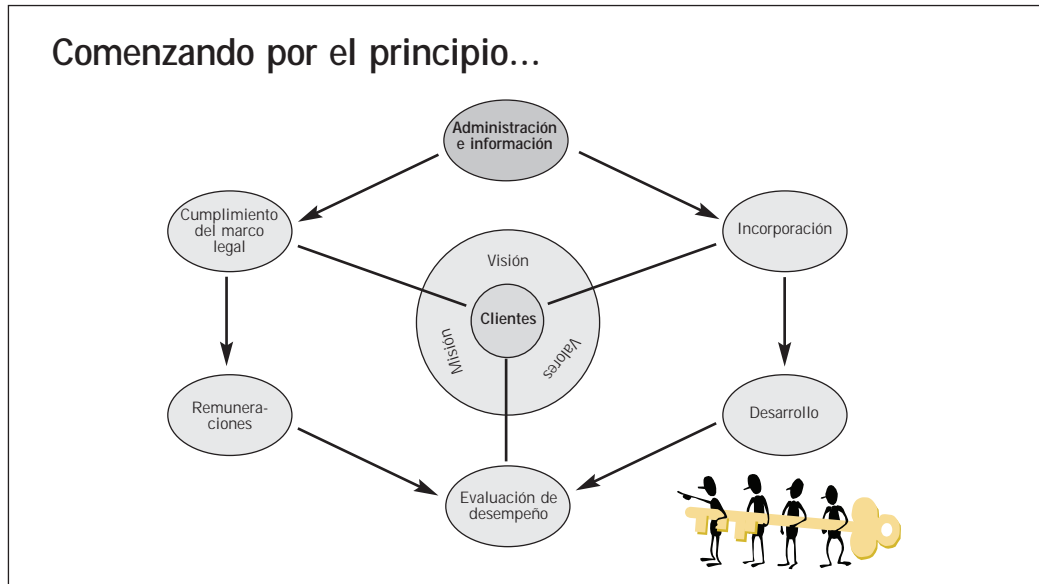 Comenzando por el principio...
Administración
e información
Cumplimiento
del marco
legal
Incorporación
Visión
Clientes
Misión
Valores
Remunera-
ciones
Desarrollo
Evaluación de
desempeño